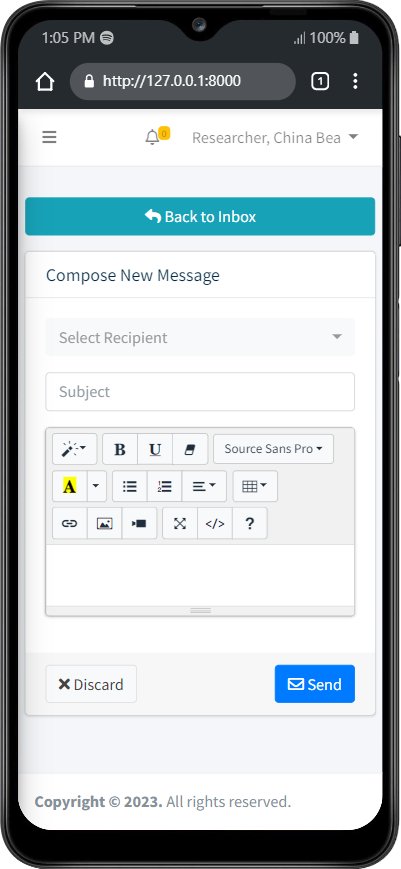 1:05 PM 100%
http://127.0.0.1:8000 1
0 Researcher, China Bea
Back to Inbox
Compose New Message
Select Recipient
Subject
B U Source Sans Pro
A
</> ?
Discard Send
Copyright © 2023. All rights reserved.